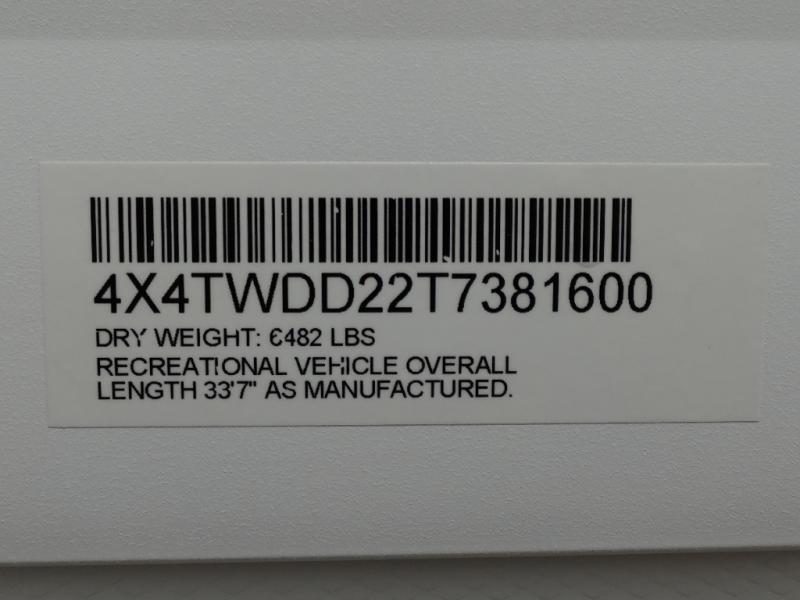 4X4TWDD22T7381600
DRY WEIGHT: 6482 LBS
RECREATIONAL VEHICLE OVERALL
LENGTH 33'7" AS MANUFACTURED.